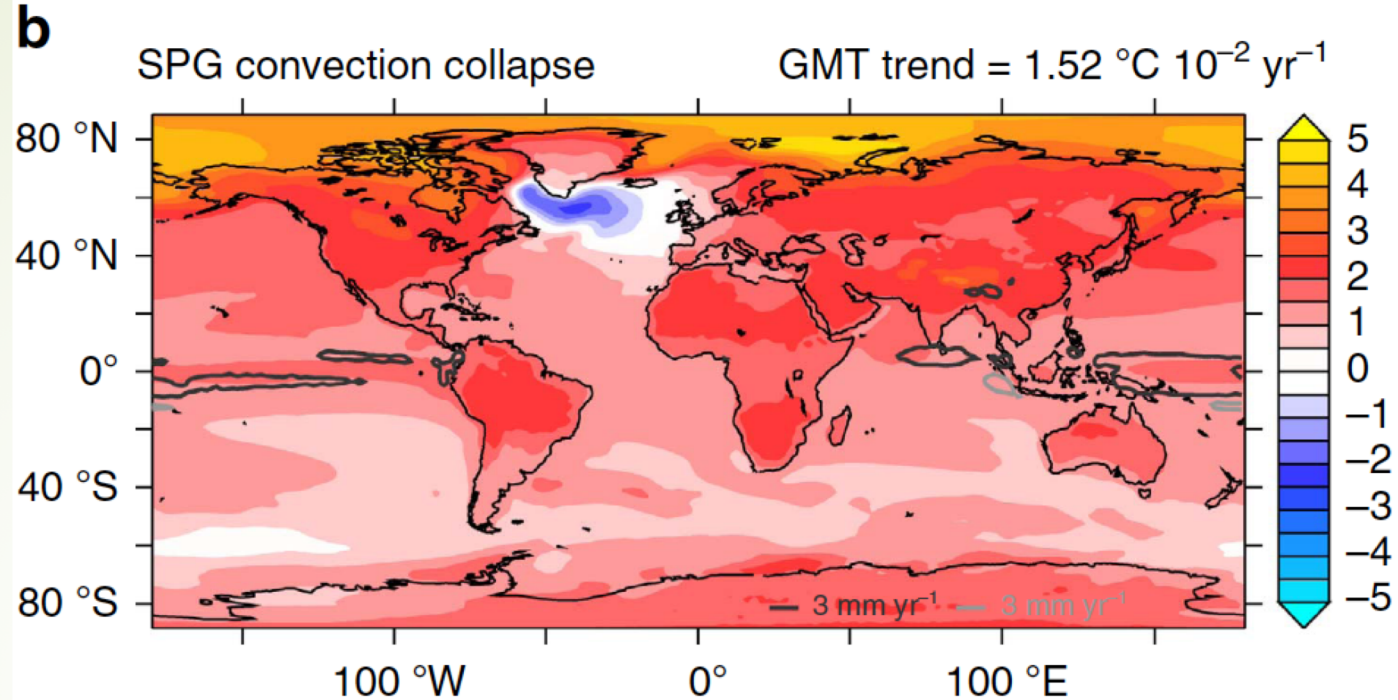 b
SPG convection collapse
GMT trend = 1.52 °C 10⁻² yr⁻¹
80 °N
40 °N
0°
40 °S
80 °S
100 °W
0°
100 °E
3 mm yr⁻¹
3 mm yr⁻¹
5
4
3
2
1
0
−1
−2
−3
−4
−5